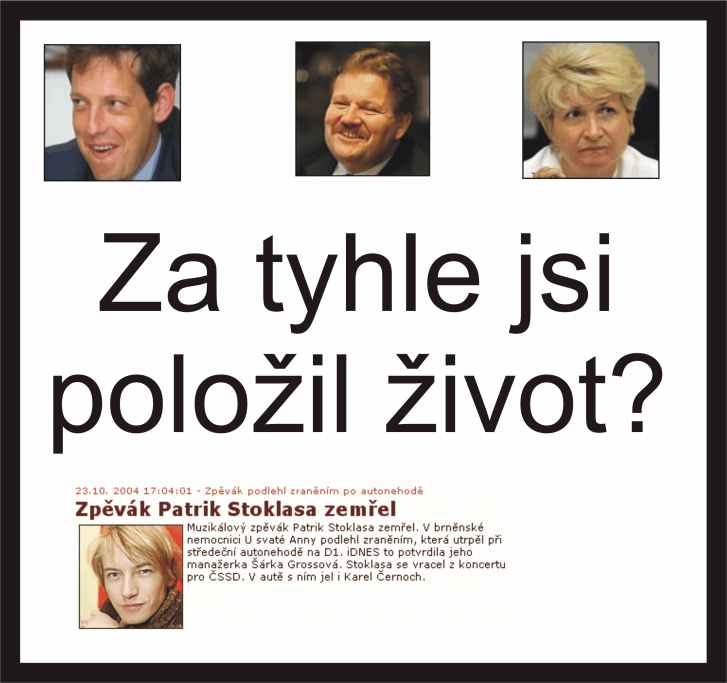 Za tyhle jsi
položil život?
23.10. 2004 17:04:01 - Zpěvák podlehl zraněním po autonehodě
Zpěvák Patrik Stoklasa zemřel
Muzikálový zpěvák Patrik Stoklasa zemřel. V brněnské
nemocnici U svaté Anny podlehl zraněním, která utrpěl při
středeční autonehodě na D1. iDNES to potvrdila jeho
manažerka Šárka Grossová. Stoklasa se vracel z koncertu
pro ČSSD. V autě s ním jel i Karel Černoch.